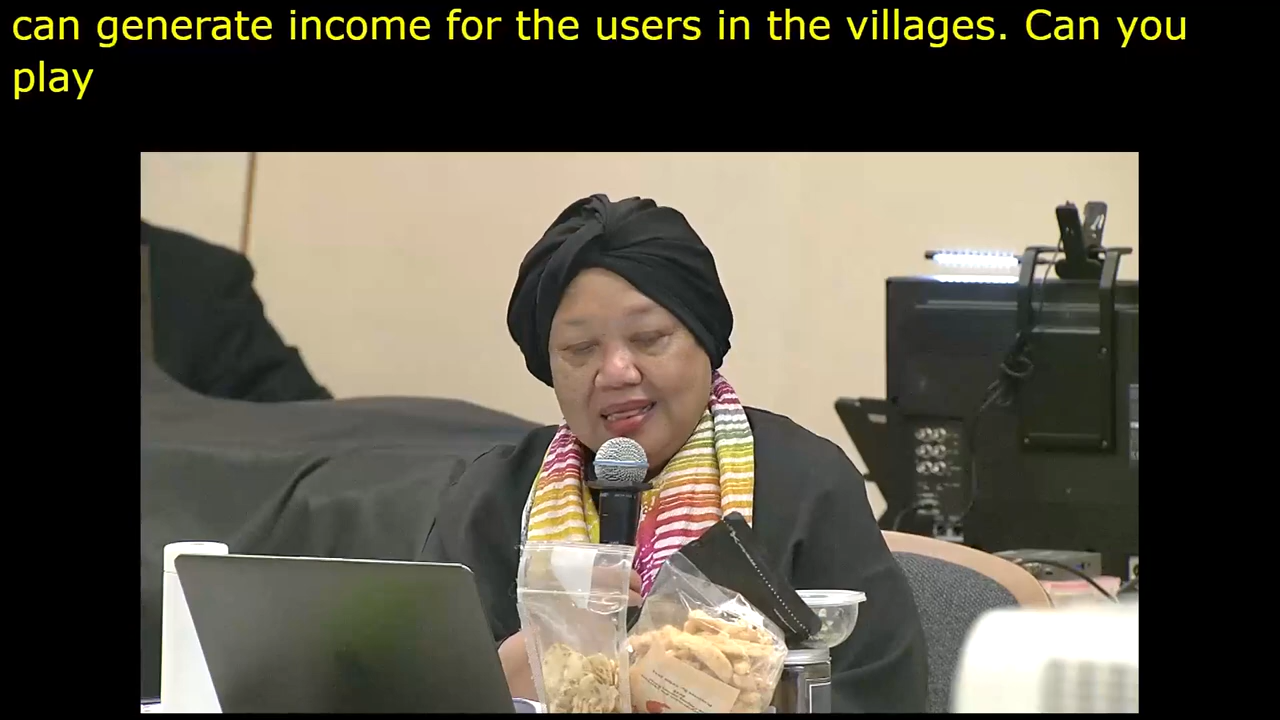 can generate income for the users in the villages. Can you
play